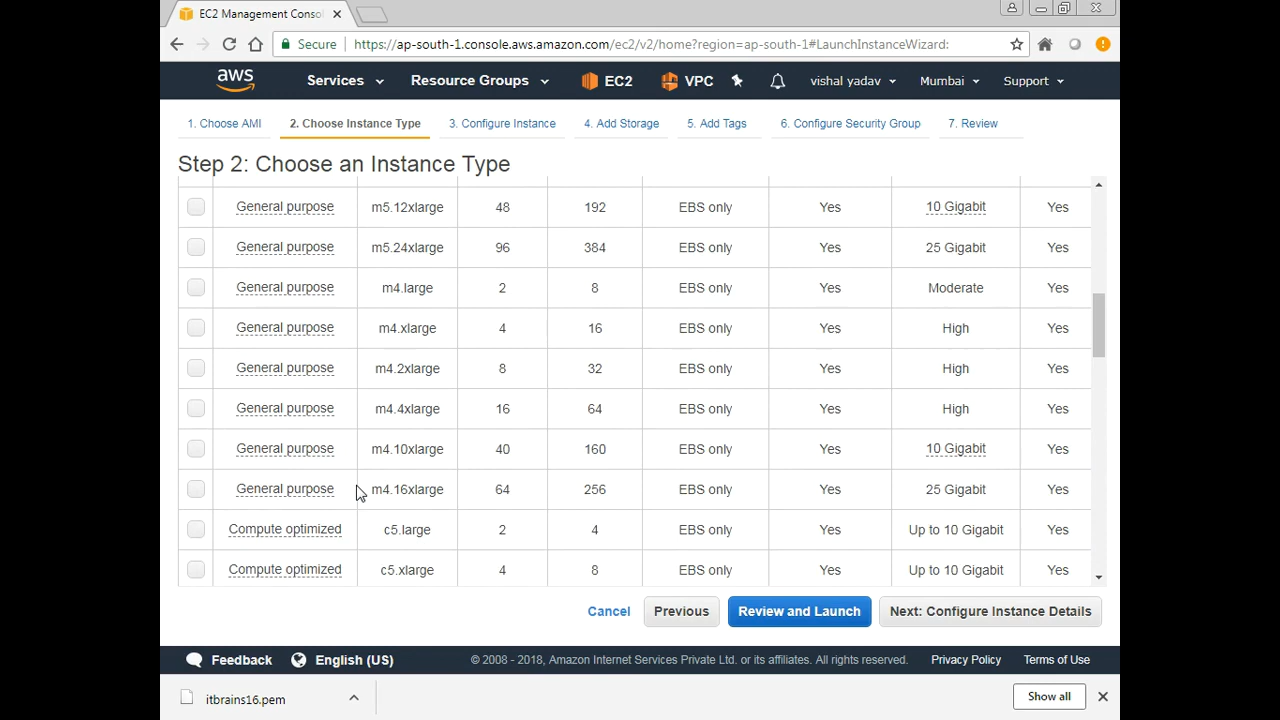 EC2 Management Consol
Secure https://ap-south-1.console.aws.amazon.com/ec2/v2/home?region=ap-south-1#LaunchInstanceWizard:
aws Services Resource Groups EC2 VPC vishal yadav Mumbai Support
1. Choose AMI 2. Choose Instance Type 3. Configure Instance 4. Add Storage 5. Add Tags 6. Configure Security Group 7. Review
Step 2: Choose an Instance Type
General purpose m5.12xlarge 48 192 EBS only Yes 10 Gigabit Yes
General purpose m5.24xlarge 96 384 EBS only Yes 25 Gigabit Yes
General purpose m4.large 2 8 EBS only Yes Moderate Yes
General purpose m4.xlarge 4 16 EBS only Yes High Yes
General purpose m4.2xlarge 8 32 EBS only Yes High Yes
General purpose m4.4xlarge 16 64 EBS only Yes High Yes
General purpose m4.10xlarge 40 160 EBS only Yes 10 Gigabit Yes
General purpose m4.16xlarge 64 256 EBS only Yes 25 Gigabit Yes
Compute optimized c5.large 2 4 EBS only Yes Up to 10 Gigabit Yes
Compute optimized c5.xlarge 4 8 EBS only Yes Up to 10 Gigabit Yes
Cancel Previous Review and Launch Next: Configure Instance Details
Feedback English (US) © 2008 - 2018, Amazon Internet Services Private Ltd. or its affiliates. All rights reserved. Privacy Policy Terms of Use
itbrains16.pem Show all